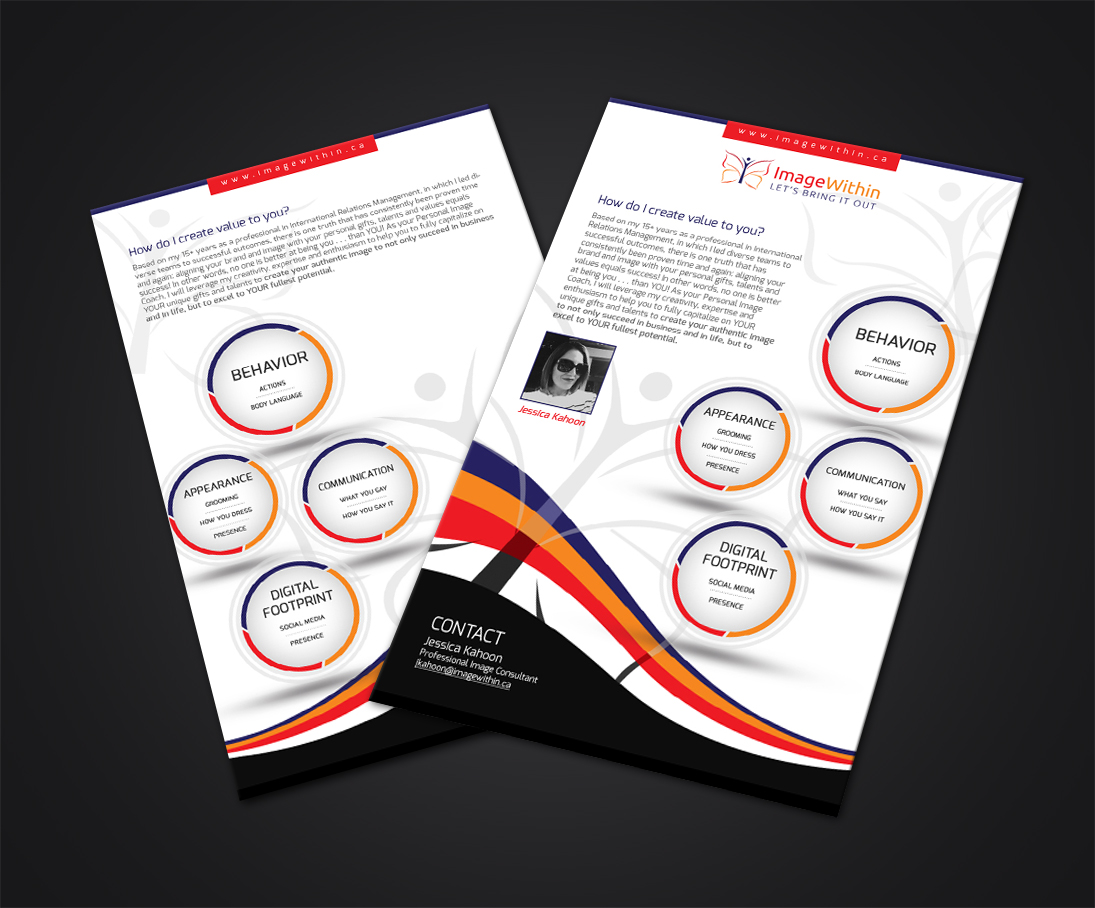 www.imagewithin.ca
How do I create value to you?
Based on my 15+ years as a professional in International Relations Management, in which I led di-
verse teams to successful outcomes, there is one truth that has consistently been proven time
and again: aligning your brand and image with your personal gifts, talents and values equals
success! In other words, no one is better at being you . . . than YOU! As your Personal Image
Coach, I will leverage my creativity, expertise and enthusiasm to help you to fully capitalize on
YOUR unique gifts and talents to create your authentic image to not only succeed in business
and in life, but to excel to YOUR fullest potential.
BEHAVIOR
ACTIONS
BODY LANGUAGE
APPEARANCE
GROOMING
HOW YOU DRESS
PRESENCE
COMMUNICATION
WHAT YOU SAY
HOW YOU SAY IT
DIGITAL
FOOTPRINT
SOCIAL MEDIA
PRESENCE
www.imagewithin.ca
ImageWithin
LET'S BRING IT OUT
How do I create value to you?
Based on my 15+ years as a professional in International
Relations Management, in which I led diverse teams to
successful outcomes, there is one truth that has
consistently been proven time and again: aligning your
brand and image with your personal gifts, talents and
values equals success! In other words, no one is better
at being you . . . than YOU! As your Personal Image
Coach, I will leverage my creativity, expertise and
enthusiasm to help you to fully capitalize on YOUR
unique gifts and talents to create your authentic image
to not only succeed in business and in life, but to
excel to YOUR fullest potential.
Jessica Kahoon
BEHAVIOR
ACTIONS
BODY LANGUAGE
APPEARANCE
GROOMING
HOW YOU DRESS
PRESENCE
COMMUNICATION
WHAT YOU SAY
HOW YOU SAY IT
DIGITAL
FOOTPRINT
SOCIAL MEDIA
PRESENCE
CONTACT
Jessica Kahoon
Professional Image Consultant
jkahoon@imagewithin.ca